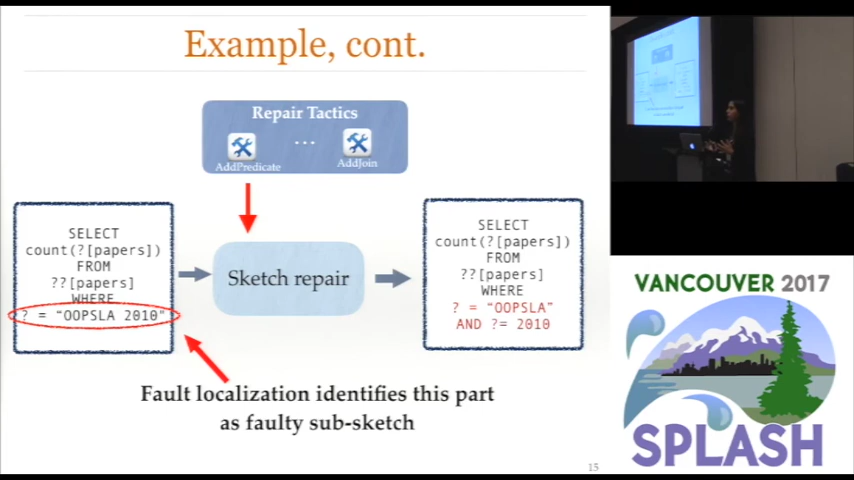 Example, cont.
Repair Tactics
...
AddPredicate
AddJoin
SELECT
count(?[papers])
FROM
??[papers]
WHERE
? = "OOPSLA 2010"
Sketch repair
SELECT
count(?[papers])
FROM
??[papers]
WHERE
? = "OOPSLA"
AND ?= 2010
Fault localization identifies this part
as faulty sub-sketch
15
VANCOUVER 2017
SPLASH